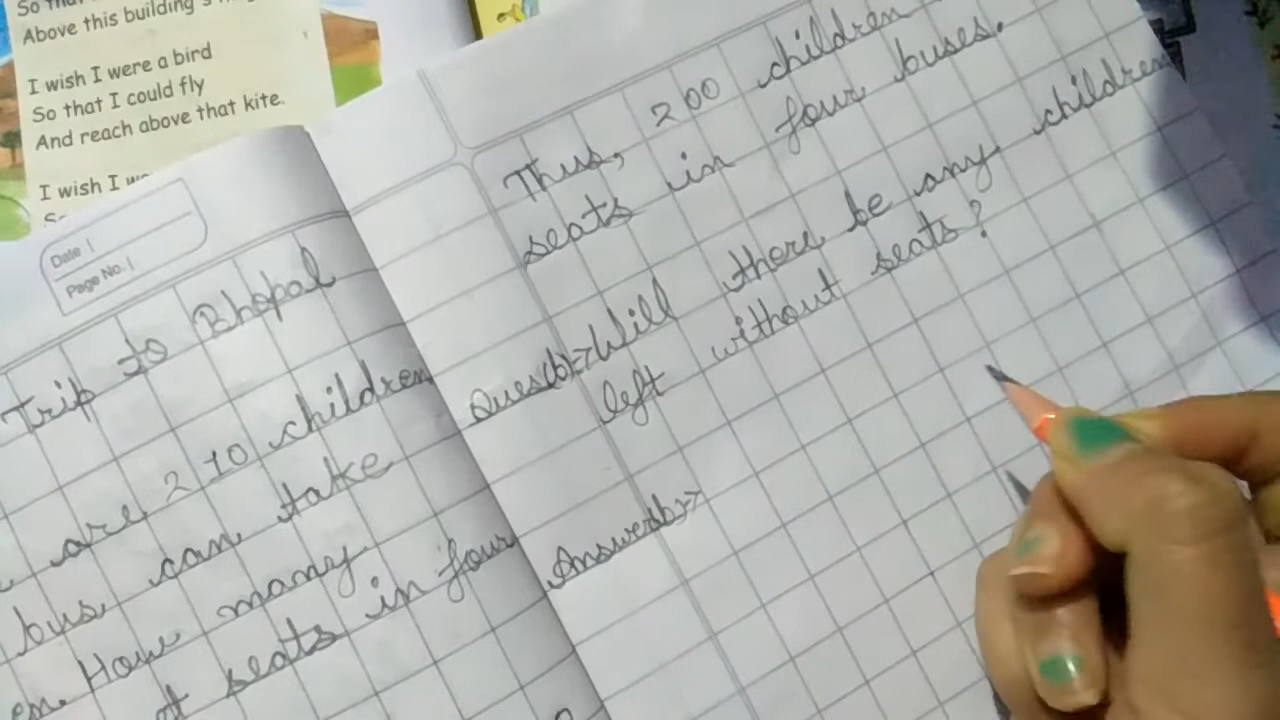 So that
Above this building's
I wish I were a bird
So that I could fly
And reach above that kite.
I wish I
Date |
Page No. |
Trip to Bhopal
are 210 children
bus can take
How many
seats in four
Thus, 200 children
seats in four buses.
Ques(b)=> Will there be any children
left without seats?
Answer(b)=>